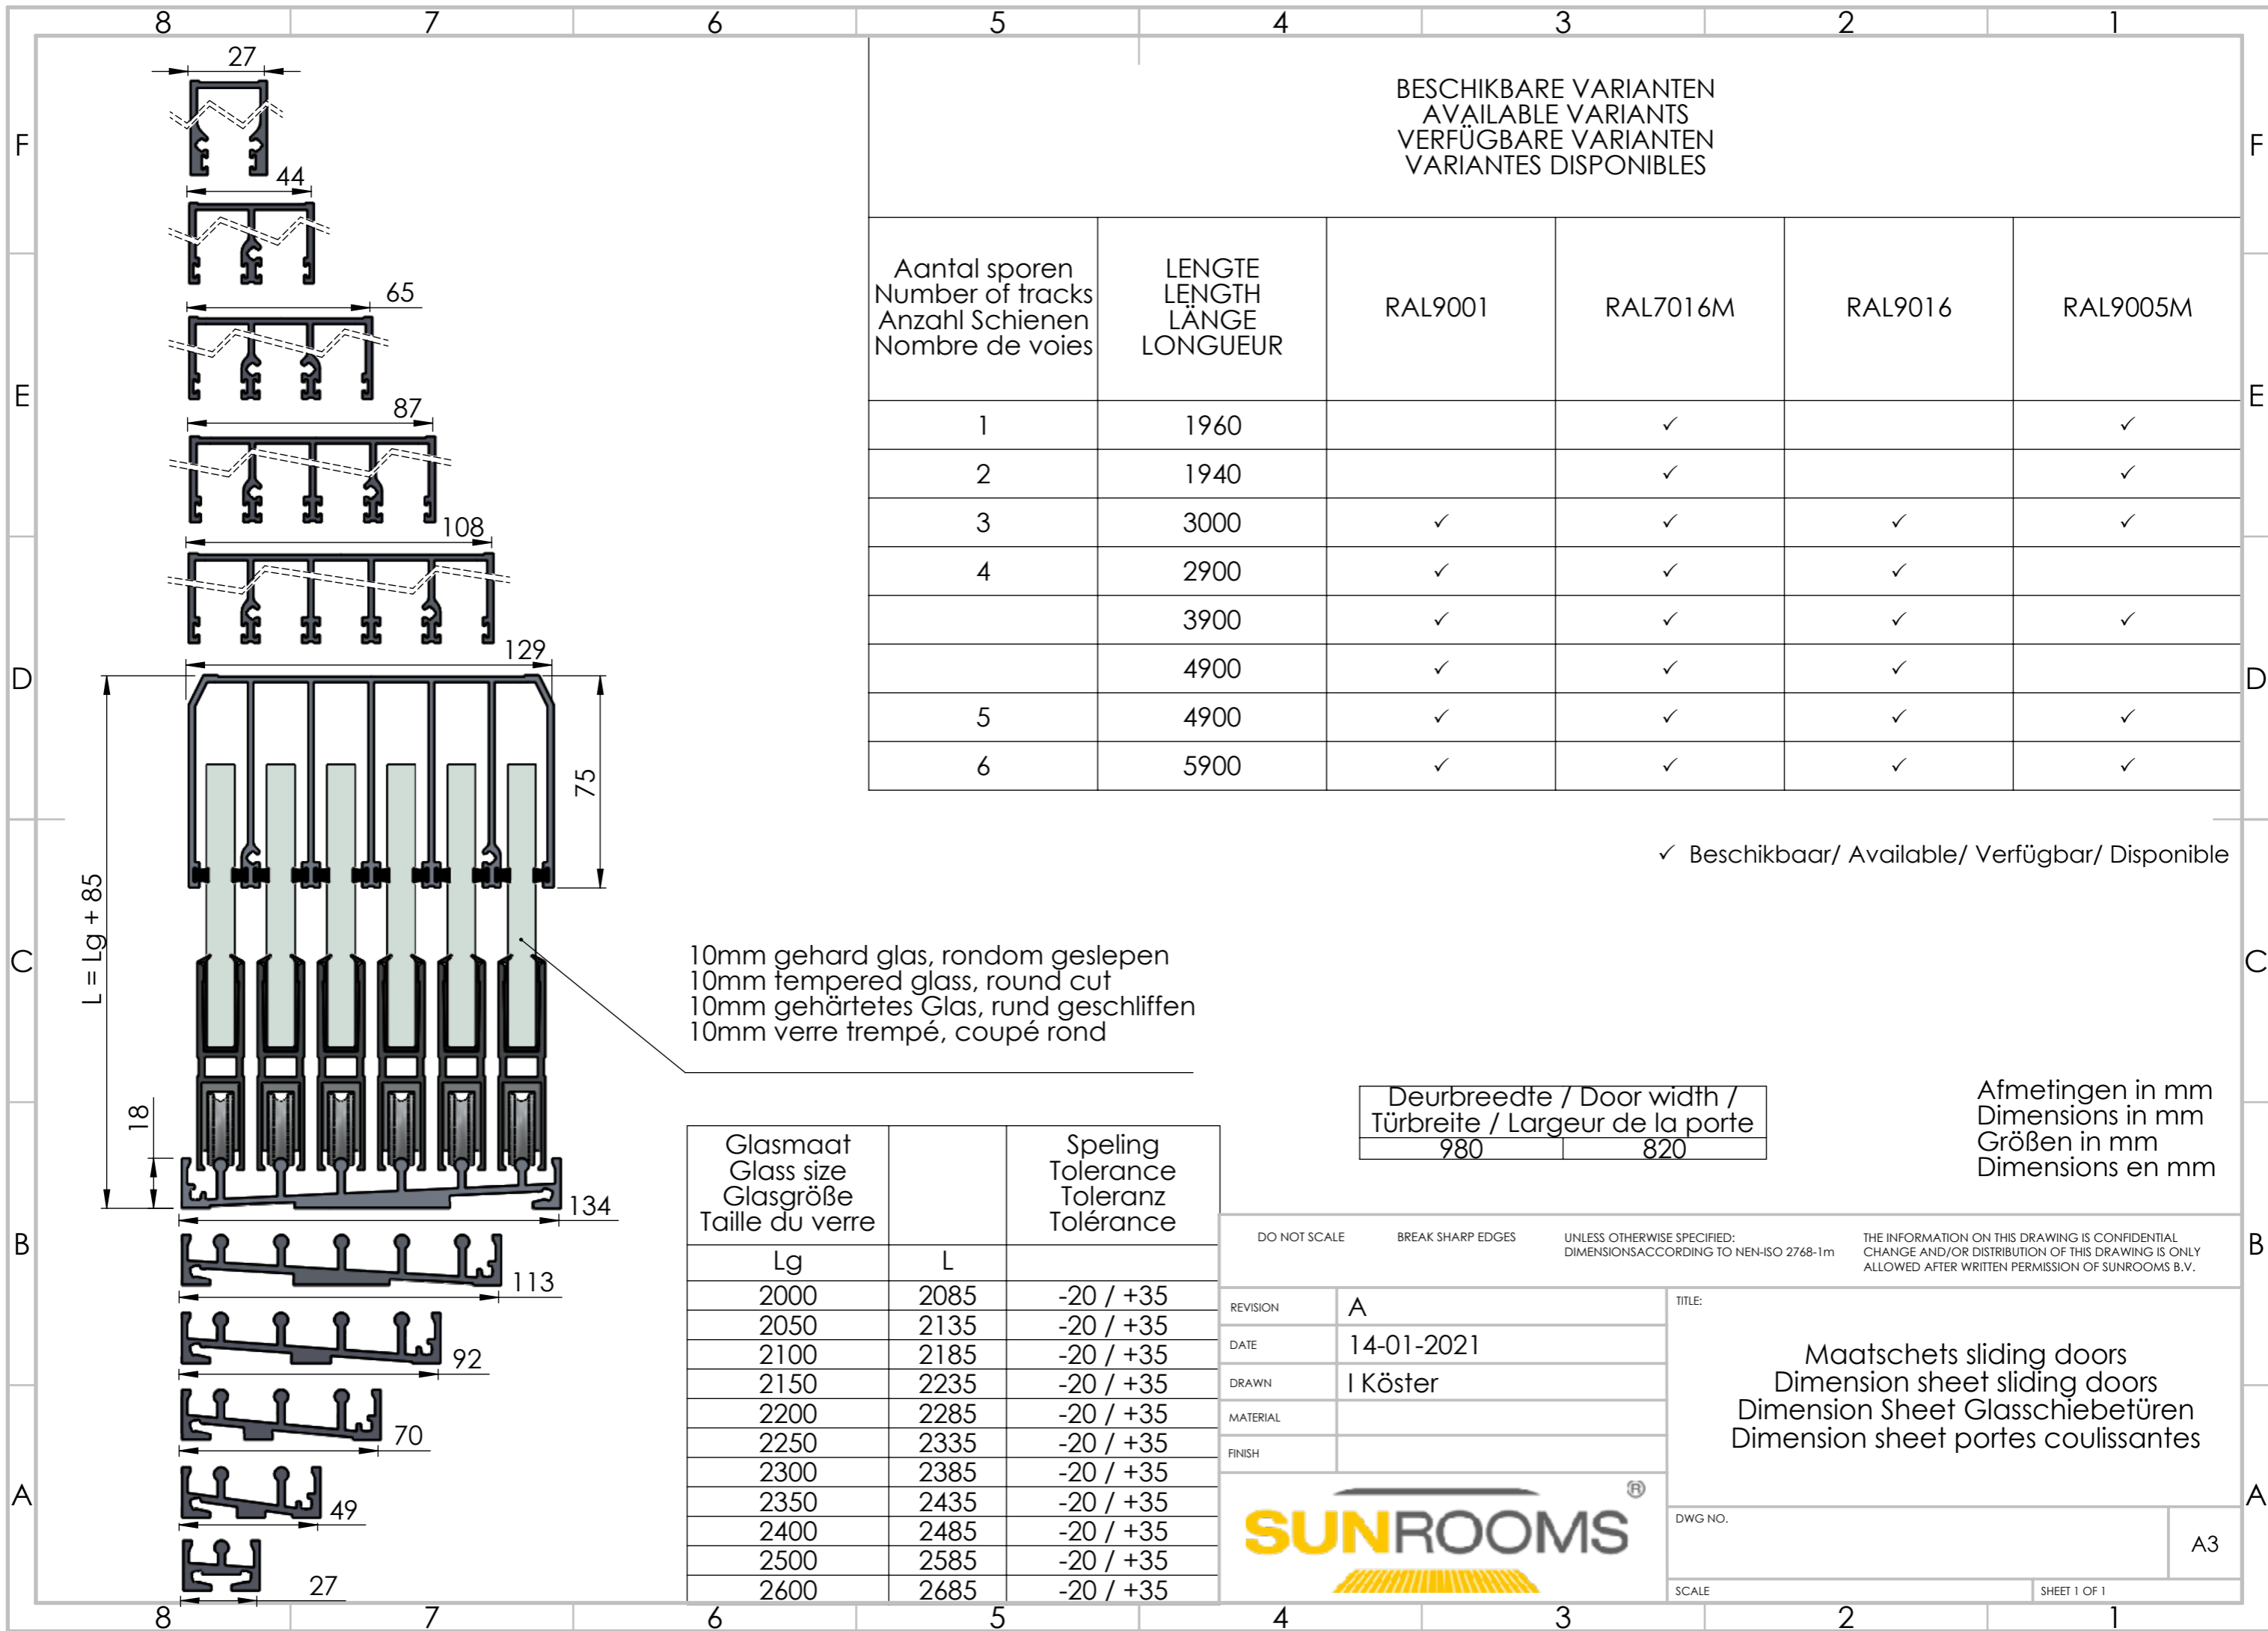 8 7 6 5 4 3 2 1
F
E
D
C
B
A
27
44
65
87
108
129
75
L = Lg + 85
18
134
113
92
70
49
27
BESCHIKBARE VARIANTEN
AVAILABLE VARIANTS
VERFÜGBARE VARIANTEN
VARIANTES DISPONIBLES
Aantal sporen
Number of tracks
Anzahl Schienen
Nombre de voies
LENGTE
LENGTH
LÄNGE
LONGUEUR
RAL9001 RAL7016M RAL9016 RAL9005M
1 1960 ✓ ✓
2 1940 ✓ ✓
3 3000 ✓ ✓ ✓ ✓
4 2900 ✓ ✓ ✓
3900 ✓ ✓ ✓ ✓
4900 ✓ ✓ ✓
5 4900 ✓ ✓ ✓ ✓
6 5900 ✓ ✓ ✓ ✓
✓ Beschikbaar/ Available/ Verfügbar/ Disponible
10mm gehard glas, rondom geslepen
10mm tempered glass, round cut
10mm gehärtetes Glas, rund geschliffen
10mm verre trempé, coupé rond
Deurbreedte / Door width /
Türbreite / Largeur de la porte
980 820
Afmetingen in mm
Dimensions in mm
Größen in mm
Dimensions en mm
Glasmaat
Glass size
Glasgröße
Taille du verre
Speling
Tolerance
Toleranz
Tolérance
Lg L
2000 2085 -20 / +35
2050 2135 -20 / +35
2100 2185 -20 / +35
2150 2235 -20 / +35
2200 2285 -20 / +35
2250 2335 -20 / +35
2300 2385 -20 / +35
2350 2435 -20 / +35
2400 2485 -20 / +35
2500 2585 -20 / +35
2600 2685 -20 / +35
DO NOT SCALE
BREAK SHARP EDGES
UNLESS OTHERWISE SPECIFIED:
DIMENSIONSACCORDING TO NEN-ISO 2768-1m
THE INFORMATION ON THIS DRAWING IS CONFIDENTIAL
CHANGE AND/OR DISTRIBUTION OF THIS DRAWING IS ONLY
ALLOWED AFTER WRITTEN PERMISSION OF SUNROOMS B.V.
REVISION A
DATE 14-01-2021
DRAWN I Köster
MATERIAL
FINISH
TITLE:
Maatschets sliding doors
Dimension sheet sliding doors
Dimension Sheet Glasschiebetüren
Dimension sheet portes coulissantes
SUNROOMS ®
DWG NO.
A3
SCALE
SHEET 1 OF 1
F
E
D
C
B
A
8 7 6 5 4 3 2 1